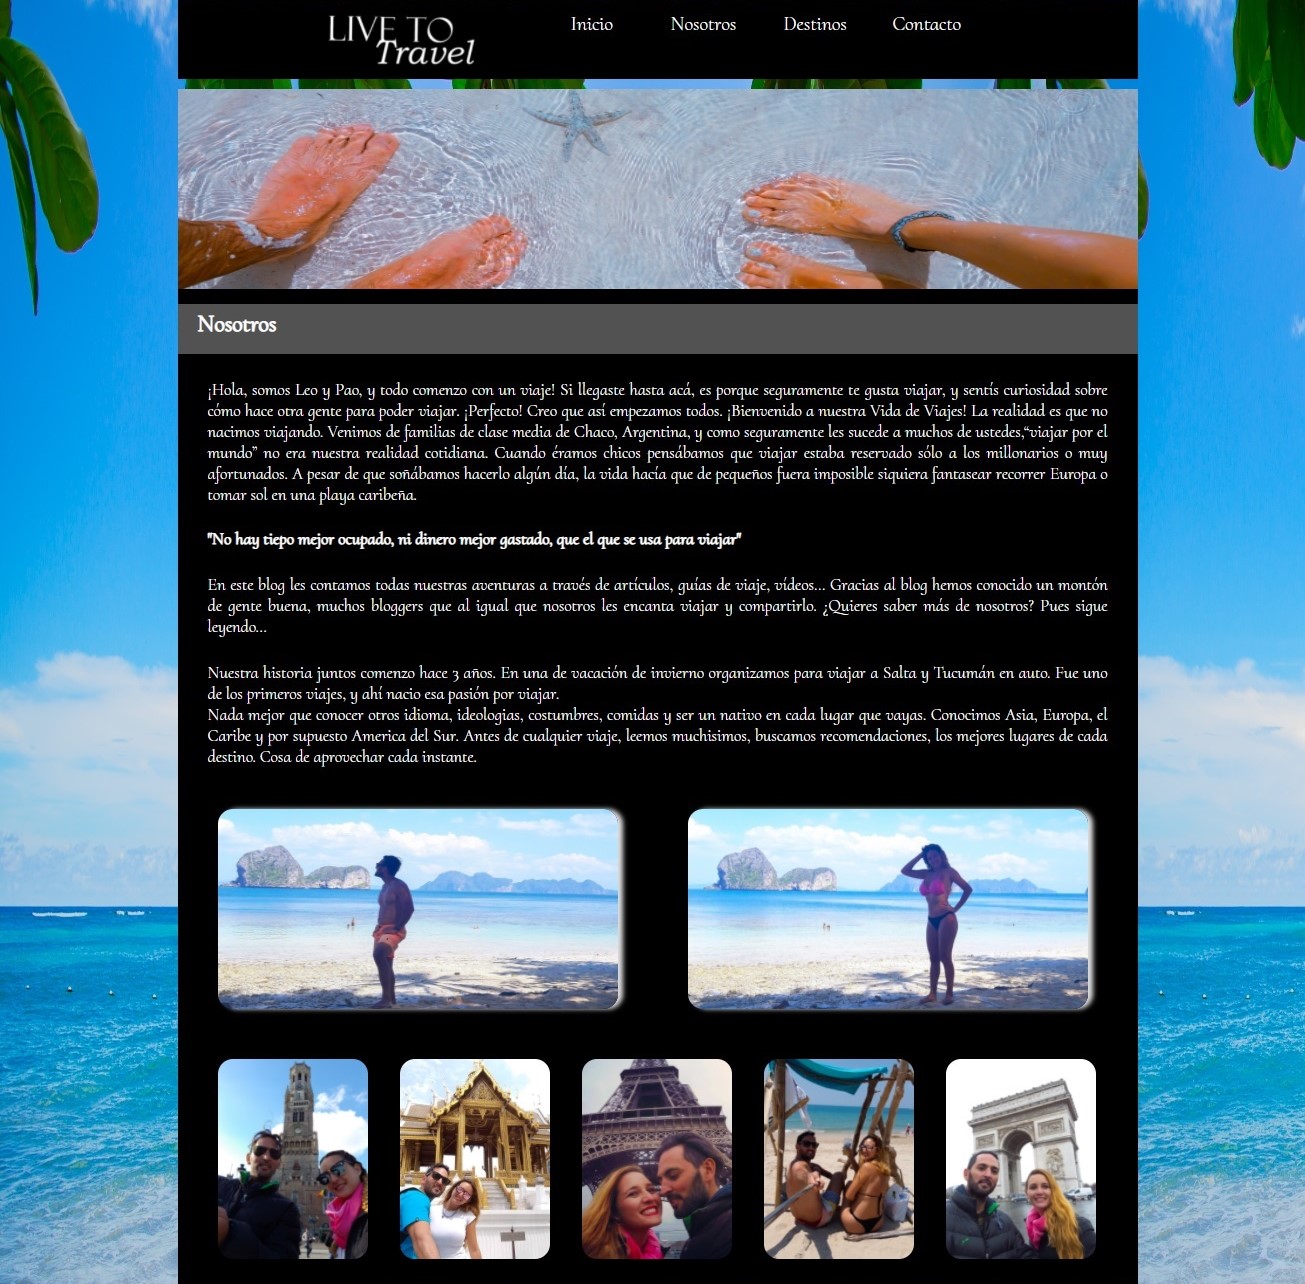 LIVE TO
Travel
Inicio Nosotros Destinos Contacto
Nosotros
¡Hola, somos Leo y Pao, y todo comenzo con un viaje! Si llegaste hasta acá, es porque seguramente te gusta viajar, y sentís curiosidad sobre
cómo hace otra gente para poder viajar. ¡Perfecto! Creo que así empezamos todos. ¡Bienvenido a nuestra Vida de Viajes! La realidad es que no
nacimos viajando. Venimos de familias de clase media de Chaco, Argentina, y como seguramente les sucede a muchos de ustedes,“viajar por el
mundo” no era nuestra realidad cotidiana. Cuando éramos chicos pensábamos que viajar estaba reservado sólo a los millonarios o muy
afortunados. A pesar de que soñábamos hacerlo algún día, la vida hacía que de pequeños fuera imposible siquiera fantasear recorrer Europa o
tomar sol en una playa caribeña.
"No hay tiepo mejor ocupado, ni dinero mejor gastado, que el que se usa para viajar"
En este blog les contamos todas nuestras aventuras a través de artículos, guías de viaje, vídeos... Gracias al blog hemos conocido un montón
de gente buena, muchos bloggers que al igual que nosotros les encanta viajar y compartirlo. ¿Quieres saber más de nosotros? Pues sigue
leyendo...
Nuestra historia juntos comenzo hace 3 años. En una de vacación de invierno organizamos para viajar a Salta y Tucumán en auto. Fue uno
de los primeros viajes, y ahí nacio esa pasión por viajar.
Nada mejor que conocer otros idioma, ideologias, costumbres, comidas y ser un nativo en cada lugar que vayas. Conocimos Asia, Europa, el
Caribe y por supuesto America del Sur. Antes de cualquier viaje, leemos muchisimos, buscamos recomendaciones, los mejores lugares de cada
destino. Cosa de aprovechar cada instante.